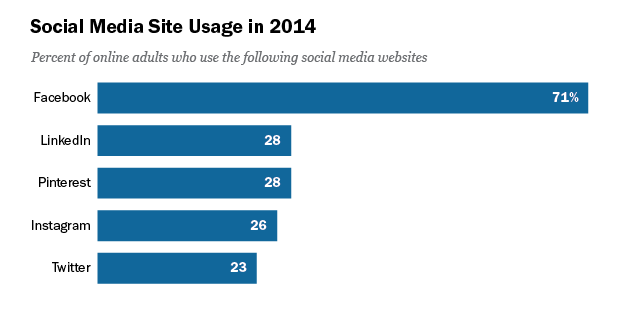 Social Media Site Usage in 2014
Percent of online adults who use the following social media websites
Facebook 71%
LinkedIn 28
Pinterest 28
Instagram 26
Twitter 23